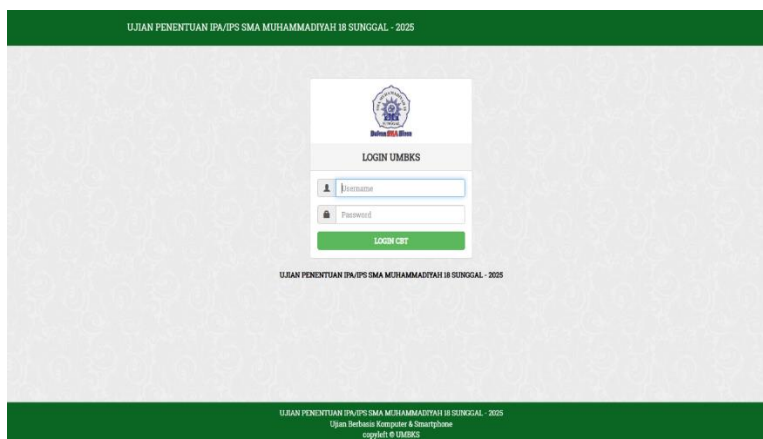 UJIAN PENENTUAN IPA/IPS SMA MUHAMMADIYAH 18 SUNGGAL - 2025
LOGIN UMBKS
Username
Password
LOGIN CBT
UJIAN PENENTUAN IPA/IPS SMA MUHAMMADIYAH 18 SUNGGAL - 2025
UJIAN PENENTUAN IPA/IPS SMA MUHAMMADIYAH 18 SUNGGAL - 2025
Ujian Berbasis Komputer & Smartphone
copyleft © UMBKS